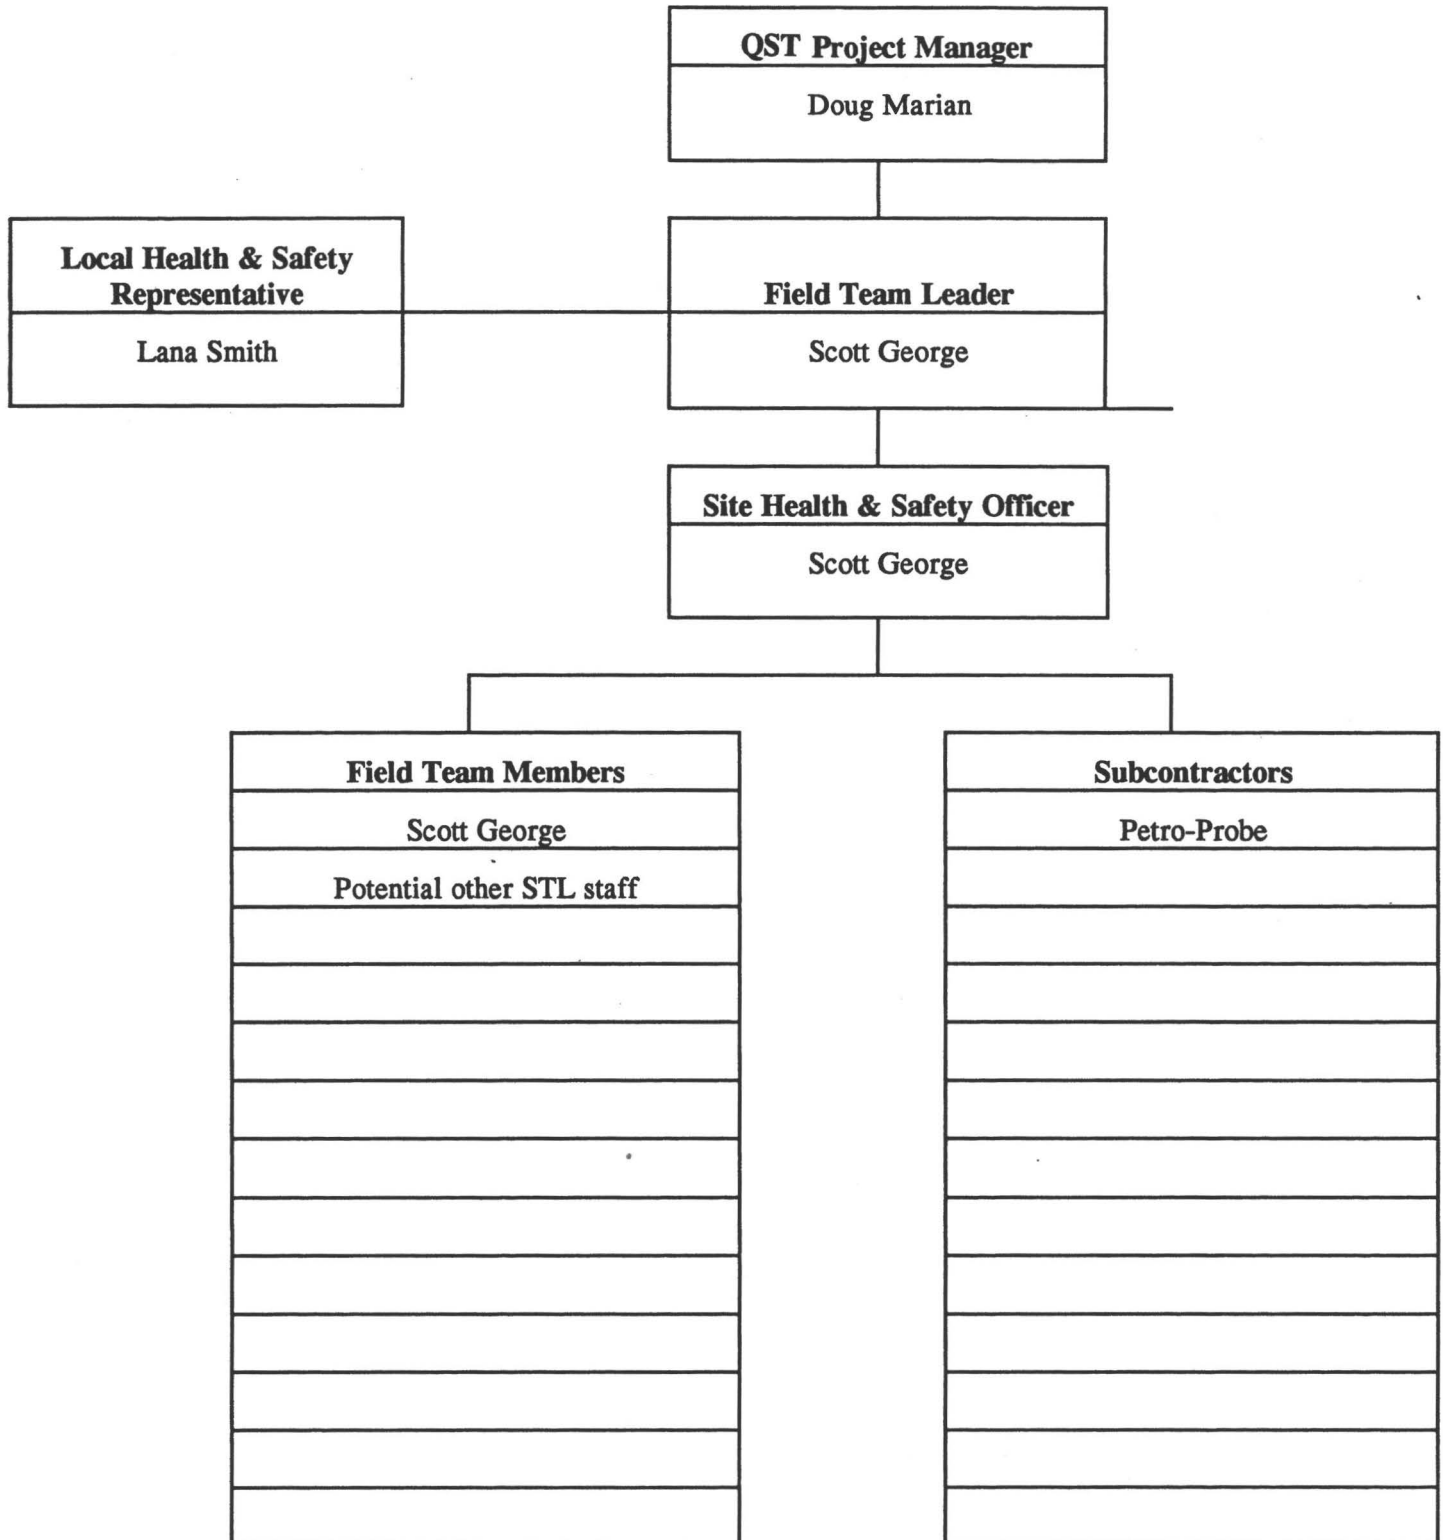 QST Project Manager
Doug Marian
Local Health & Safety
Representative
Lana Smith
Field Team Leader
Scott George
Site Health & Safety Officer
Scott George
Field Team Members
Scott George
Potential other STL staff
Subcontractors
Petro-Probe